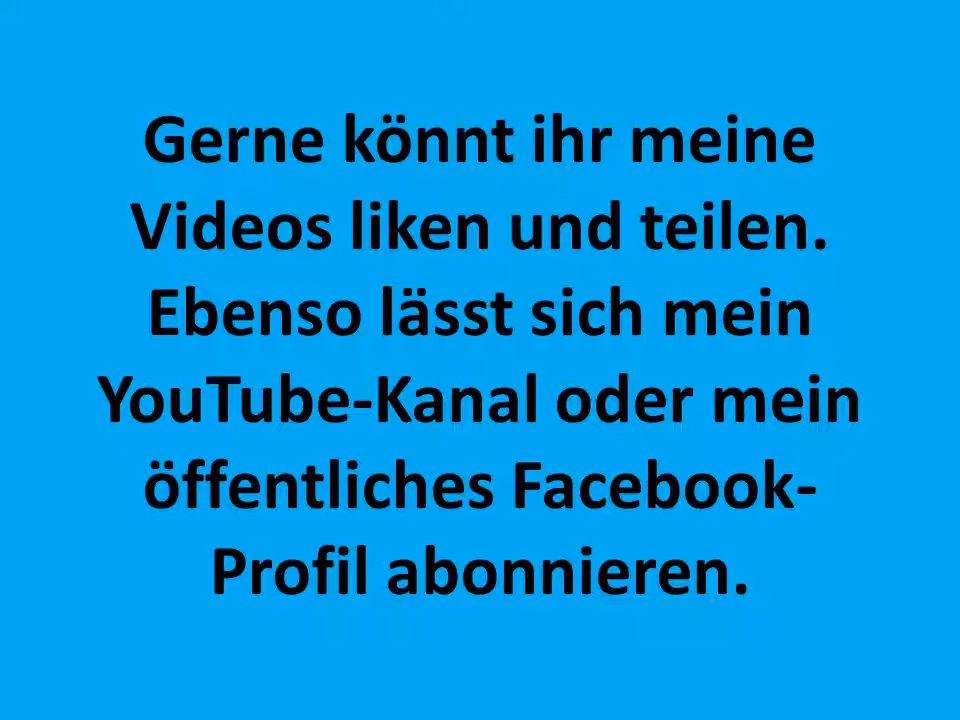 Gerne könnt ihr meine
Videos liken und teilen.
Ebenso lässt sich mein
YouTube-Kanal oder mein
öffentliches Facebook-
Profil abonnieren.